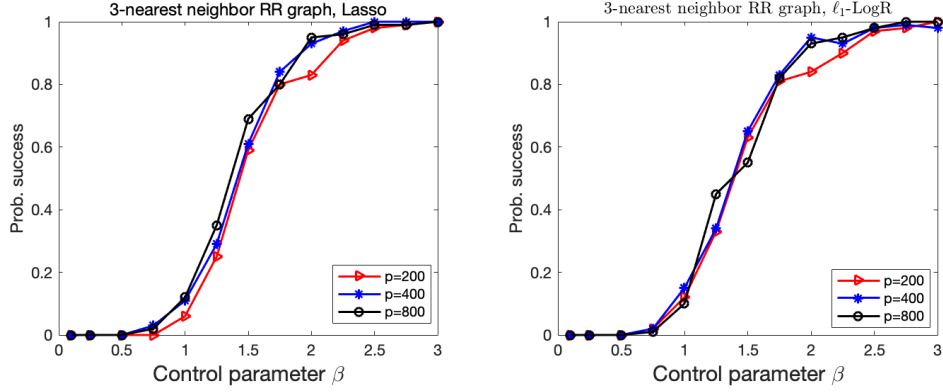 3-nearest neighbor RR graph, Lasso
Prob. success
1
0.8
0.6
0.4
0.2
0
0
0.5
1
1.5
2
2.5
3
Control parameter β
p=200
p=400
p=800
3-nearest neighbor RR graph, ℓ₁-LogR
Prob. success
1
0.8
0.6
0.4
0.2
0
0
0.5
1
1.5
2
2.5
3
Control parameter β
p=200
p=400
p=800